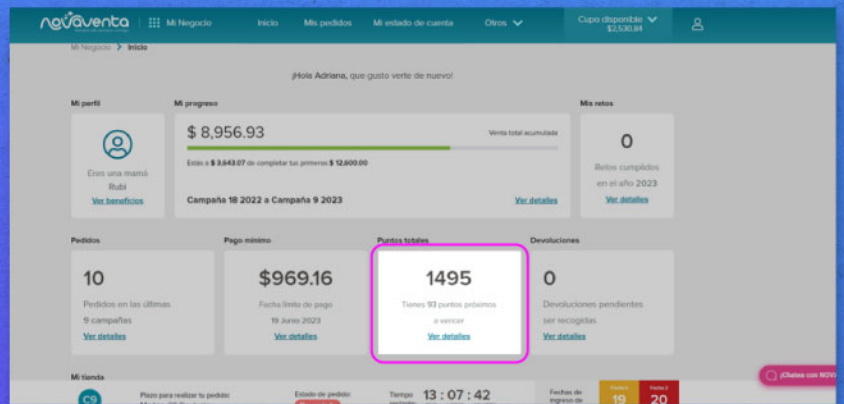 novaventa
Mi Negocio
Inicio
Mis pedidos
Mi estado de cuenta
Otros
Cupo disponible
$2,530.84
Mi Negocio > Inicio
¡Hola Adriana, que gusto verte de nuevo!
Mi perfil
Mi progreso
Mis retos
Eres una mamá
Rubí
Ver beneficios
$ 8,956.93
Venta total acumulada
Estás a $ 3,643.07 de completar tus primeros $ 12,600.00
Campaña 18 2022 a Campaña 9 2023
Ver detalles
0
Retos cumplidos
en el año 2023
Ver detalles
Pedidos
Pago mínimo
Puntos totales
Devoluciones
10
Pedidos en las últimas
9 campañas
Ver detalles
$969.16
Fecha límite de pago
19 Junio 2023
Ver detalles
1495
Tienes 93 puntos próximos
a vencer
Ver detalles
0
Devoluciones pendientes
ser recogidas
Ver detalles
Mi tienda
C9
Plazo para realizar tu pedido:
Estado de pedido:
Tiempo
13 : 07 : 42
Fechas de
ingreso de
19
20
¡Chatea con NOV